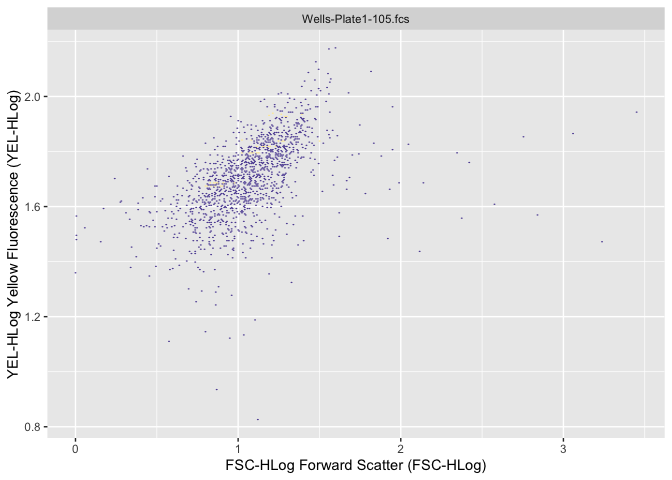 Wells-Plate1-105.fcs
YEL-HLog Yellow Fluorescence (YEL-HLog)
2.0
1.6
1.2
0.8
0
1
2
3
FSC-HLog Forward Scatter (FSC-HLog)